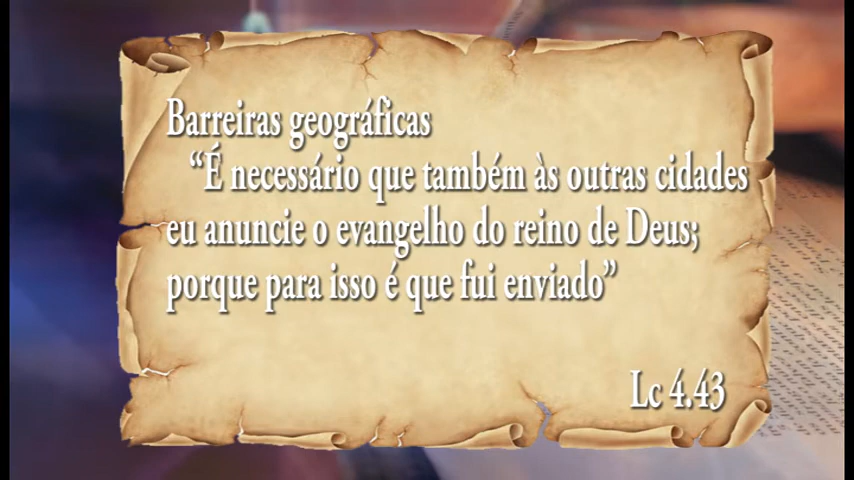 Barreiras geográficas
“É necessário que também às outras cidades
eu anuncie o evangelho do reino de Deus;
porque para isso é que fui enviado”
Lc 4.43